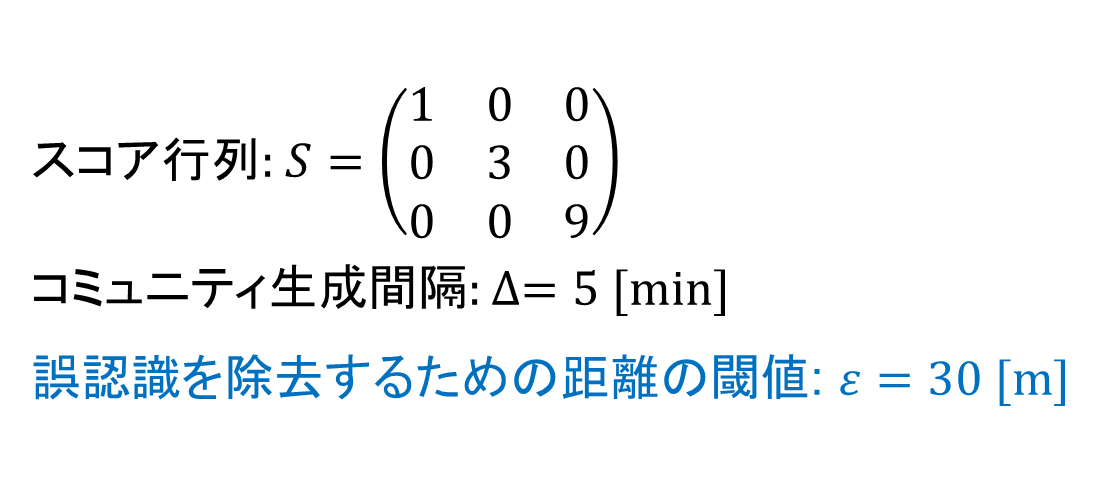 スコア行列: S = (1 0 0
0 3 0
0 0 9)
コミュニティ生成間隔: Δ= 5 [min]
誤認識を除去するための距離の閾値: ε = 30 [m]